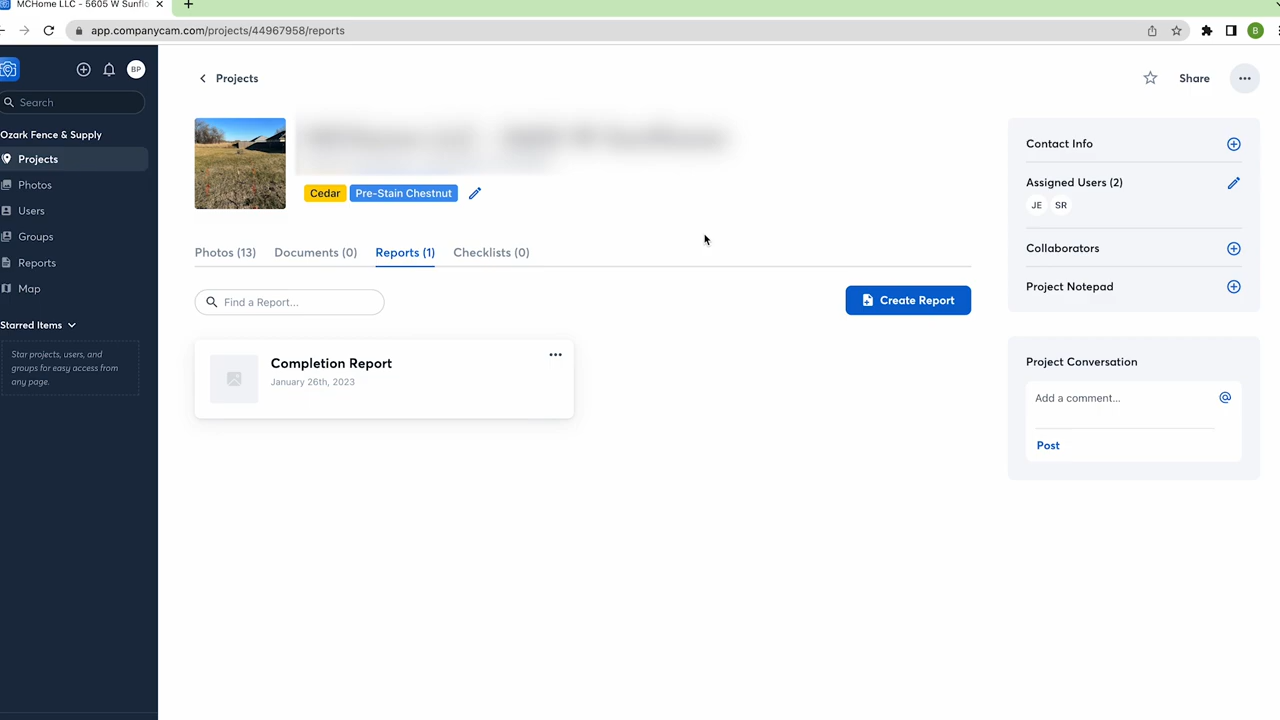 MCHome LLC - 5605 W Sunflo
app.companycam.com/projects/44967958/reports
B
BP
Search
Ozark Fence & Supply
Projects
Photos
Users
Groups
Reports
Map
Starred Items
Star projects, users, and
groups for easy access from
any page.
Projects
Share
Cedar
Pre-Stain Chestnut
Photos (13)
Documents (0)
Reports (1)
Checklists (0)
Find a Report...
Create Report
Completion Report
January 26th, 2023
Contact Info
Assigned Users (2)
JE
SR
Collaborators
Project Notepad
Project Conversation
Add a comment...
@
Post